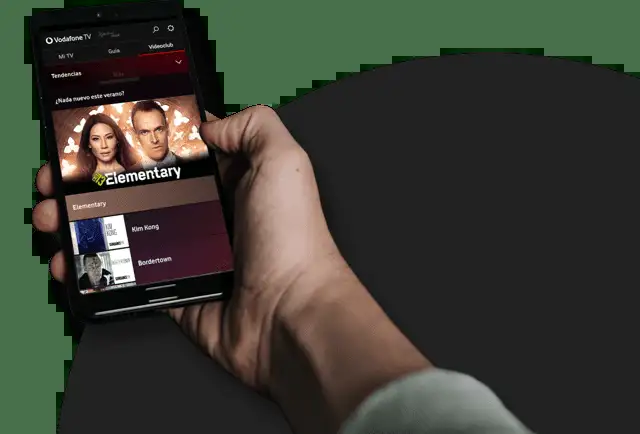 Vodafone TV
Mi TV Guía Videoclub
Tendencias
¿Nada nuevo este verano?
Elementary
Elementary
Kim Kong
Bordertown